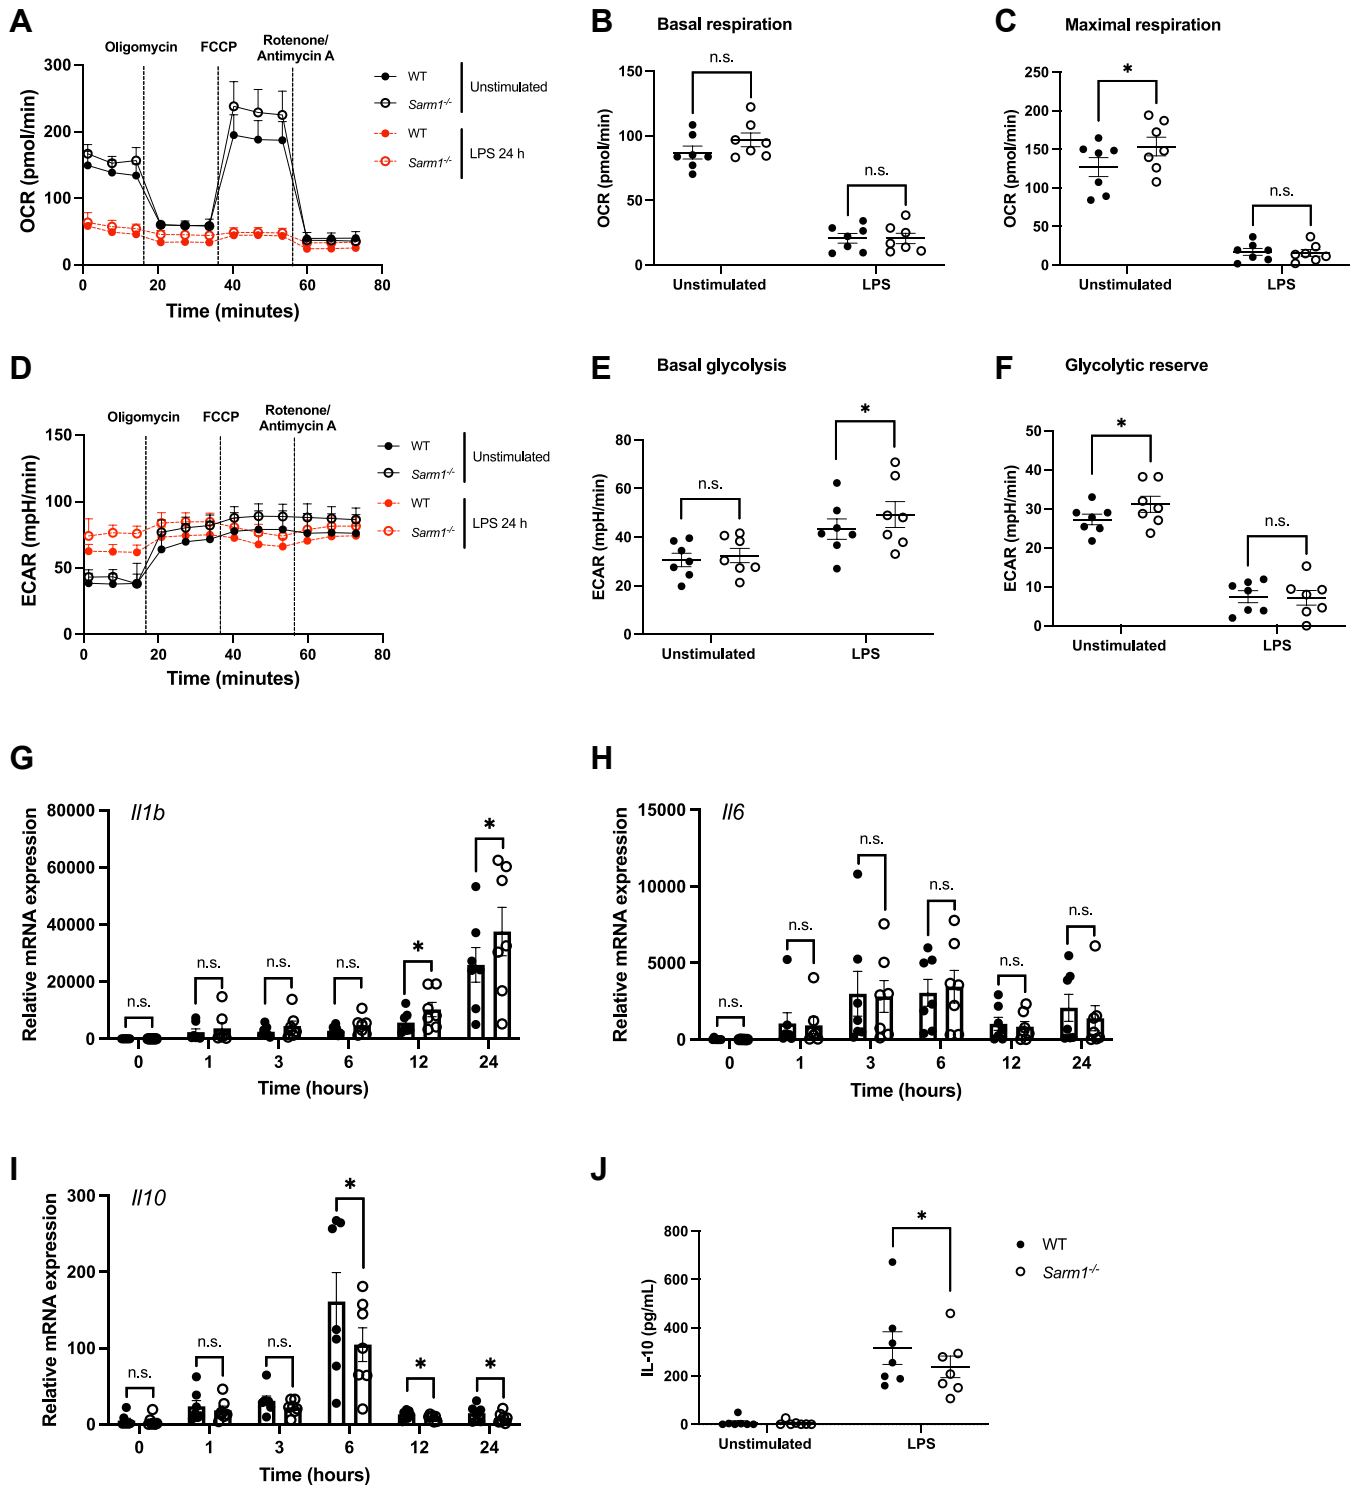 A
Oligomycin
FCCP
Rotenone/
Antimycin A
OCR (pmol/min)
300
200
100
0
0
20
40
60
80
Time (minutes)
WT
Sarm1-/-
Unstimulated
WT
Sarm1-/-
LPS 24 h
B
Basal respiration
OCR (pmol/min)
150
100
50
0
n.s.
n.s.
Unstimulated
LPS
C
Maximal respiration
OCR (pmol/min)
250
200
150
100
50
0
*
n.s.
Unstimulated
LPS
D
Oligomycin
FCCP
Rotenone/
Antimycin A
ECAR (mpH/min)
150
100
50
0
0
20
40
60
80
Time (minutes)
WT
Sarm1-/-
Unstimulated
WT
Sarm1-/-
LPS 24 h
E
Basal glycolysis
ECAR (mpH/min)
80
60
40
20
0
n.s.
*
Unstimulated
LPS
F
Glycolytic reserve
ECAR (mpH/min)
50
40
30
20
10
0
*
n.s.
Unstimulated
LPS
G
Il1b
Relative mRNA expression
80000
60000
40000
20000
0
n.s.
n.s.
n.s.
n.s.
*
*
0
1
3
6
12
24
Time (hours)
H
Il6
Relative mRNA expression
15000
10000
5000
0
n.s.
n.s.
n.s.
n.s.
n.s.
n.s.
0
1
3
6
12
24
Time (hours)
I
Il10
Relative mRNA expression
300
200
100
0
n.s.
n.s.
n.s.
*
*
*
0
1
3
6
12
24
Time (hours)
J
IL-10 (pg/mL)
800
600
400
200
0
*
Unstimulated
LPS
WT
Sarm1-/-